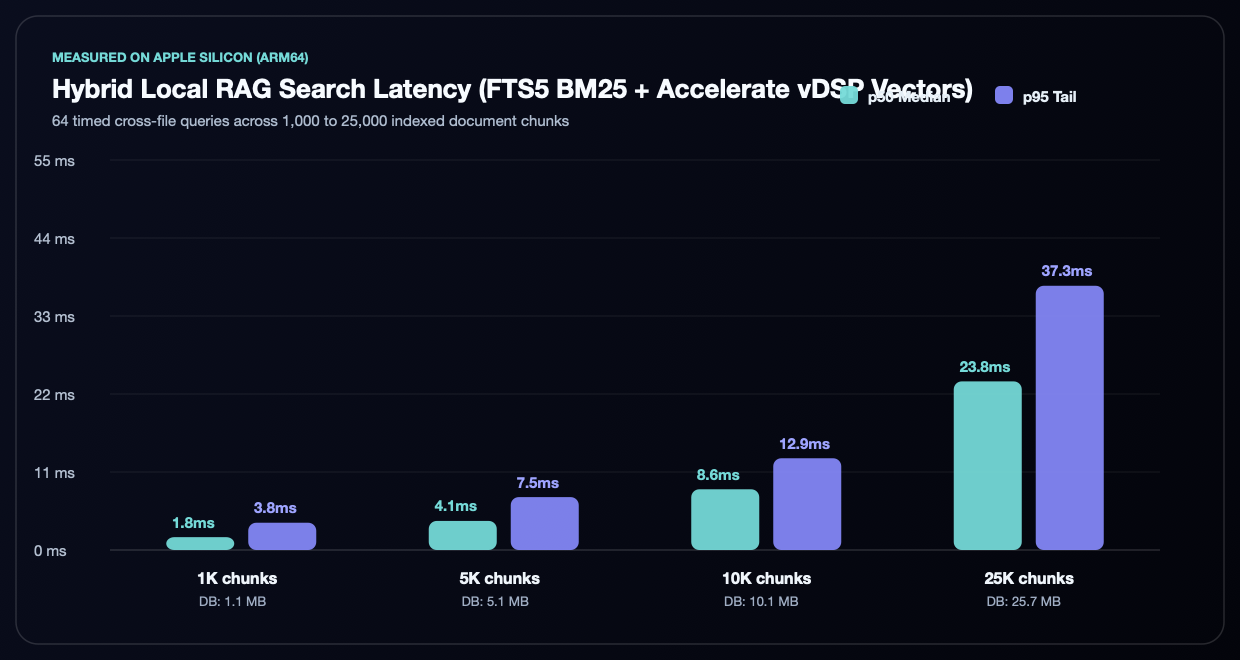 MEASURED ON APPLE SILICON (ARM64)
Hybrid Local RAG Search Latency (FTS5 BM25 + Accelerate vDSP Vectors)
p50 Median
p95 Tail
64 timed cross-file queries across 1,000 to 25,000 indexed document chunks
55 ms
44 ms
33 ms
22 ms
11 ms
0 ms
1.8ms
3.8ms
4.1ms
7.5ms
8.6ms
12.9ms
23.8ms
37.3ms
1K chunks
DB: 1.1 MB
5K chunks
DB: 5.1 MB
10K chunks
DB: 10.1 MB
25K chunks
DB: 25.7 MB